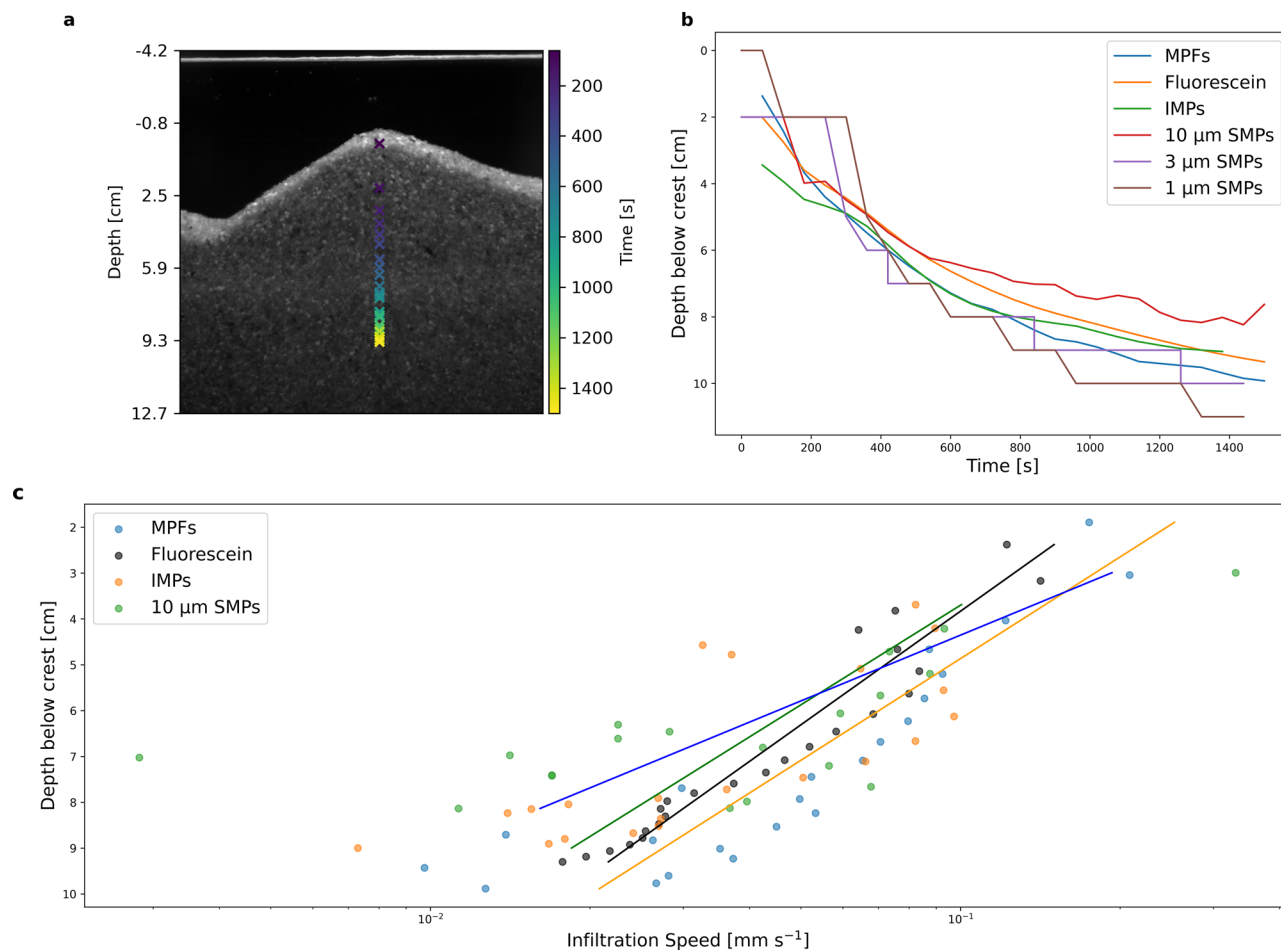 a
-4.2
-0.8
2.5
5.9
9.3
12.7
Depth [cm]
200
400
600
800
1000
1200
1400
Time [s]
b
0
2
4
6
8
10
Depth below crest [cm]
0 200 400 600 800 1000 1200 1400
Time [s]
MPFs
Fluorescein
IMPs
10 µm SMPs
3 µm SMPs
1 µm SMPs
c
2
3
4
5
6
7
8
9
10
Depth below crest [cm]
MPFs
Fluorescein
IMPs
10 µm SMPs
10⁻² 10⁻¹
Infiltration Speed [mm s⁻¹]